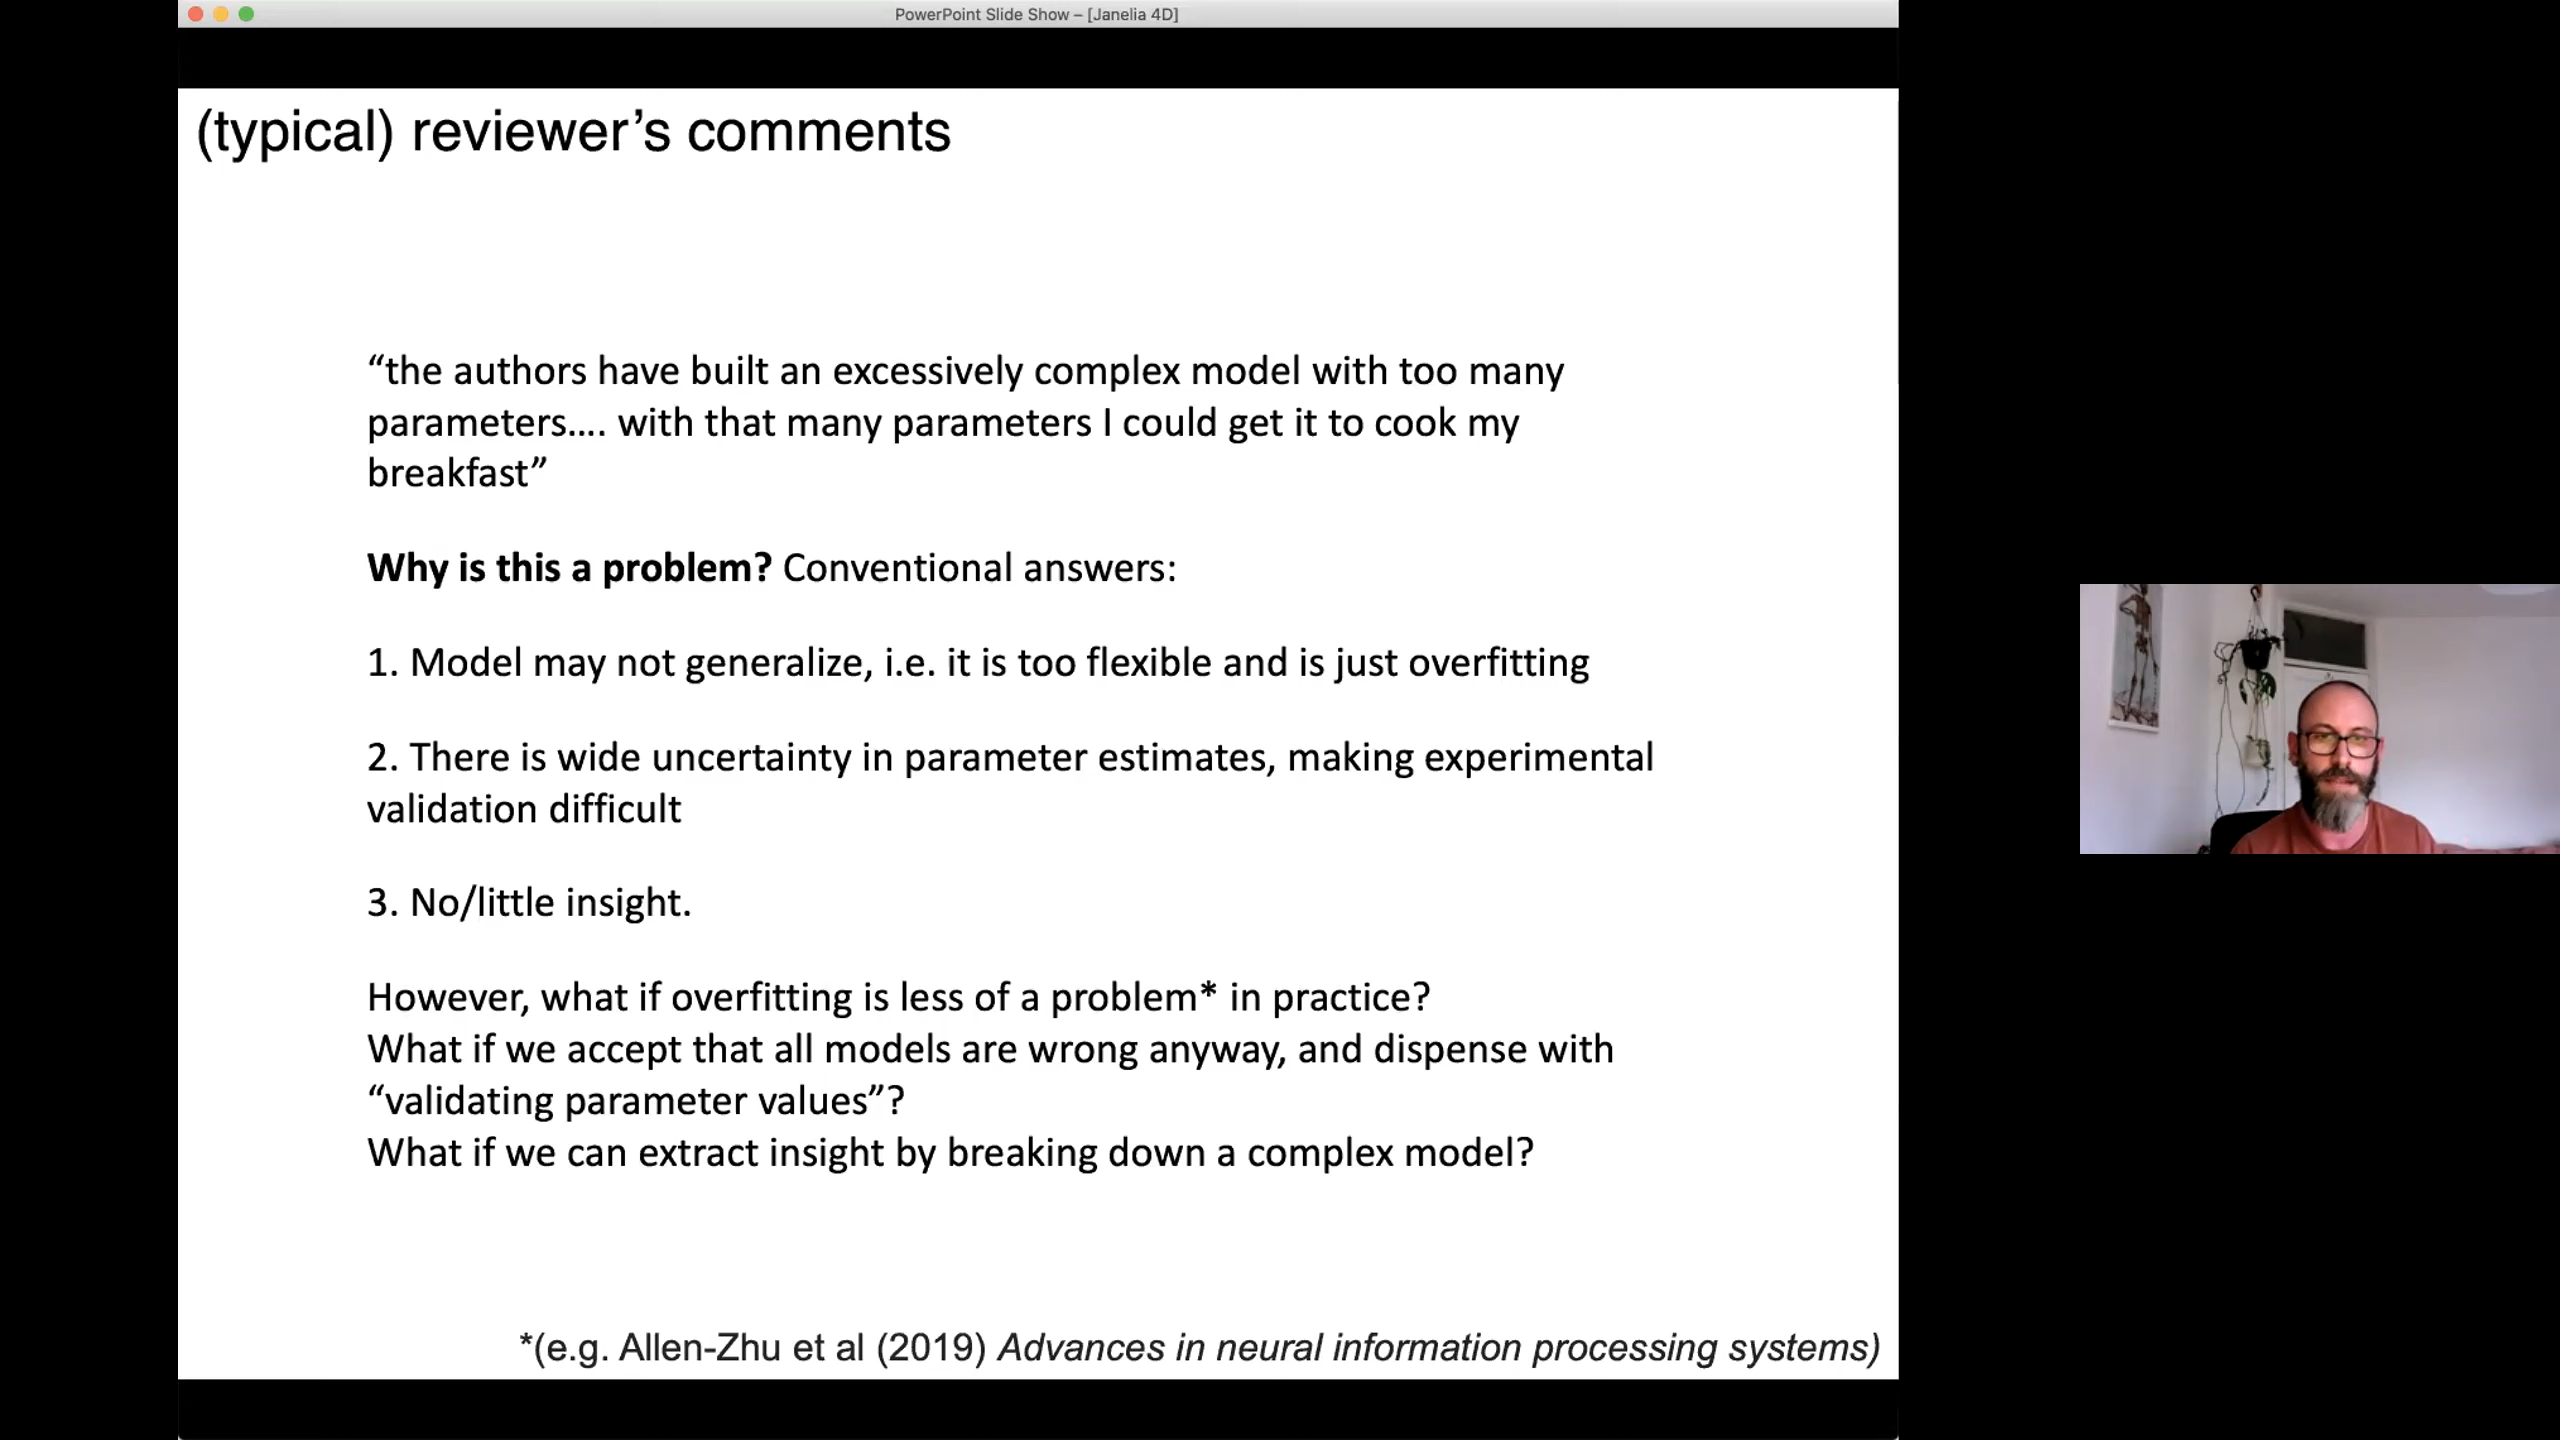 PowerPoint Slide Show – [Janelia 4D]
(typical) reviewer’s comments
“the authors have built an excessively complex model with too many
parameters.... with that many parameters I could get it to cook my
breakfast”
Why is this a problem? Conventional answers:
1. Model may not generalize, i.e. it is too flexible and is just overfitting
2. There is wide uncertainty in parameter estimates, making experimental
validation difficult
3. No/little insight.
However, what if overfitting is less of a problem* in practice?
What if we accept that all models are wrong anyway, and dispense with
“validating parameter values”?
What if we can extract insight by breaking down a complex model?
*(e.g. Allen-Zhu et al (2019) Advances in neural information processing systems)